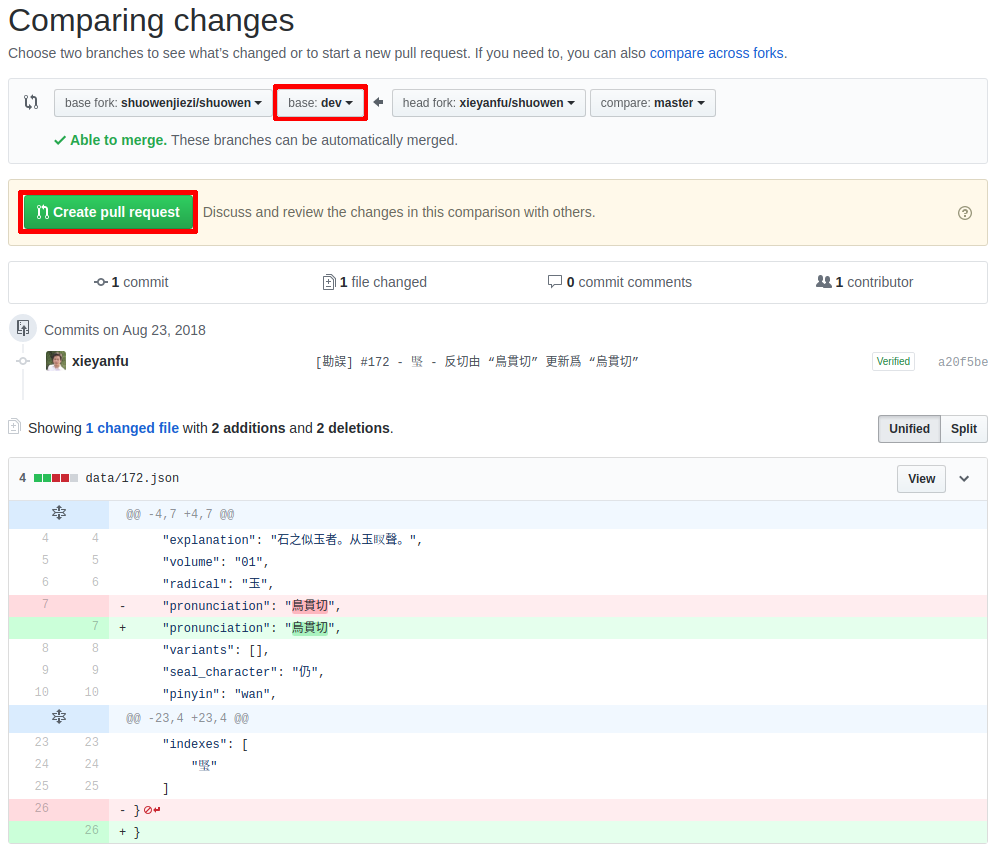 Comparing changes
Choose two branches to see what's changed or to start a new pull request. If you need to, you can also compare across forks.
base fork: shuowenjiezi/shuowen base: dev head fork: xieyanfu/shuowen compare: master
Able to merge. These branches can be automatically merged.
Create pull request Discuss and review the changes in this comparison with others.
1 commit 1 file changed 0 commit comments 1 contributor
Commits on Aug 23, 2018
xieyanfu [勘誤] #172 - 㻎 - 反切由 “鳥貫切” 更新爲 “烏貫切” Verified a20f5be
Showing 1 changed file with 2 additions and 2 deletions. Unified Split
4 data/172.json View
@@ -4,7 +4,7 @@
4 4 "explanation": "石之似玉者。从玉𠬝聲。",
5 5 "volume": "01",
6 6 "radical": "玉",
7 - "pronunciation": "鳥貫切",
7 + "pronunciation": "烏貫切",
8 8 "variants": [],
9 9 "seal_character": "仍",
10 10 "pinyin": "wan",
@@ -23,4 +23,4 @@
23 23 "indexes": [
24 24 "㻎"
25 25 ]
26 - }
26 + }